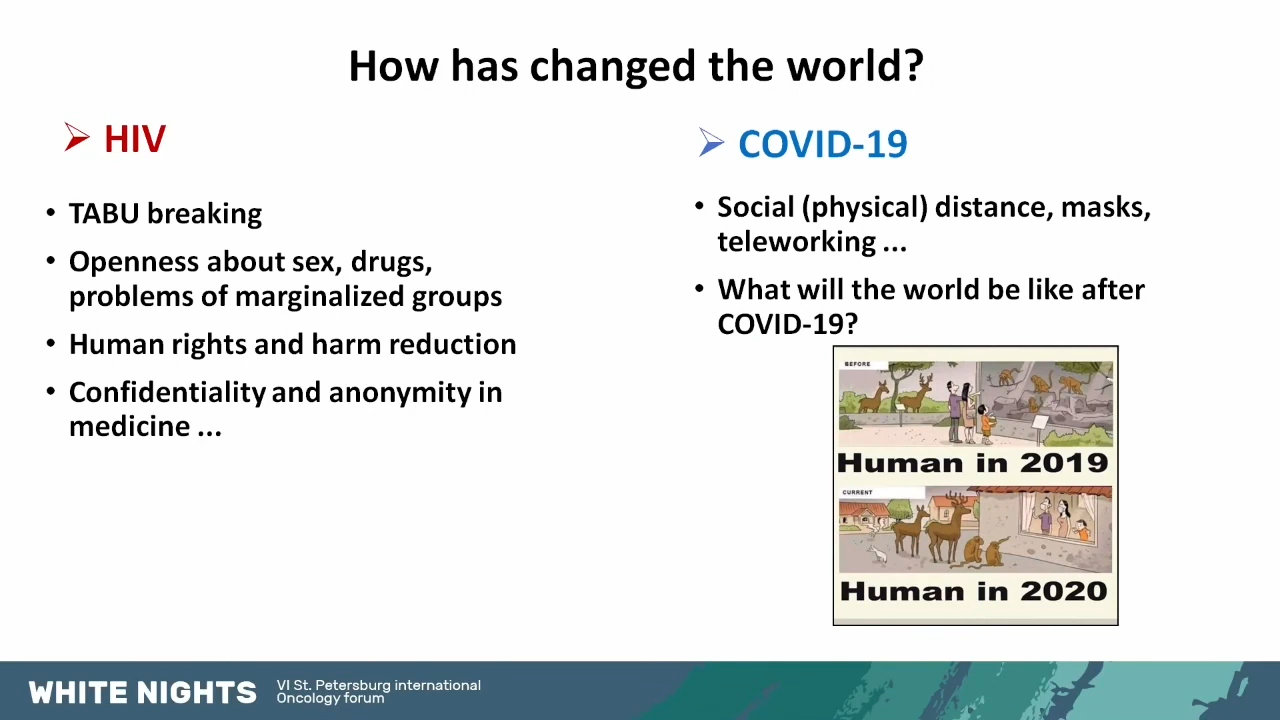 How has changed the world?
HIV
TABU breaking
Openness about sex, drugs,
problems of marginalized groups
Human rights and harm reduction
Confidentiality and anonymity in
medicine ...
COVID-19
Social (physical) distance, masks,
teleworking ...
What will the world be like after
COVID-19?
BEFORE
Human in 2019
CURRENT
Human in 2020
WHITE NIGHTS
VI St. Petersburg international
Oncology forum